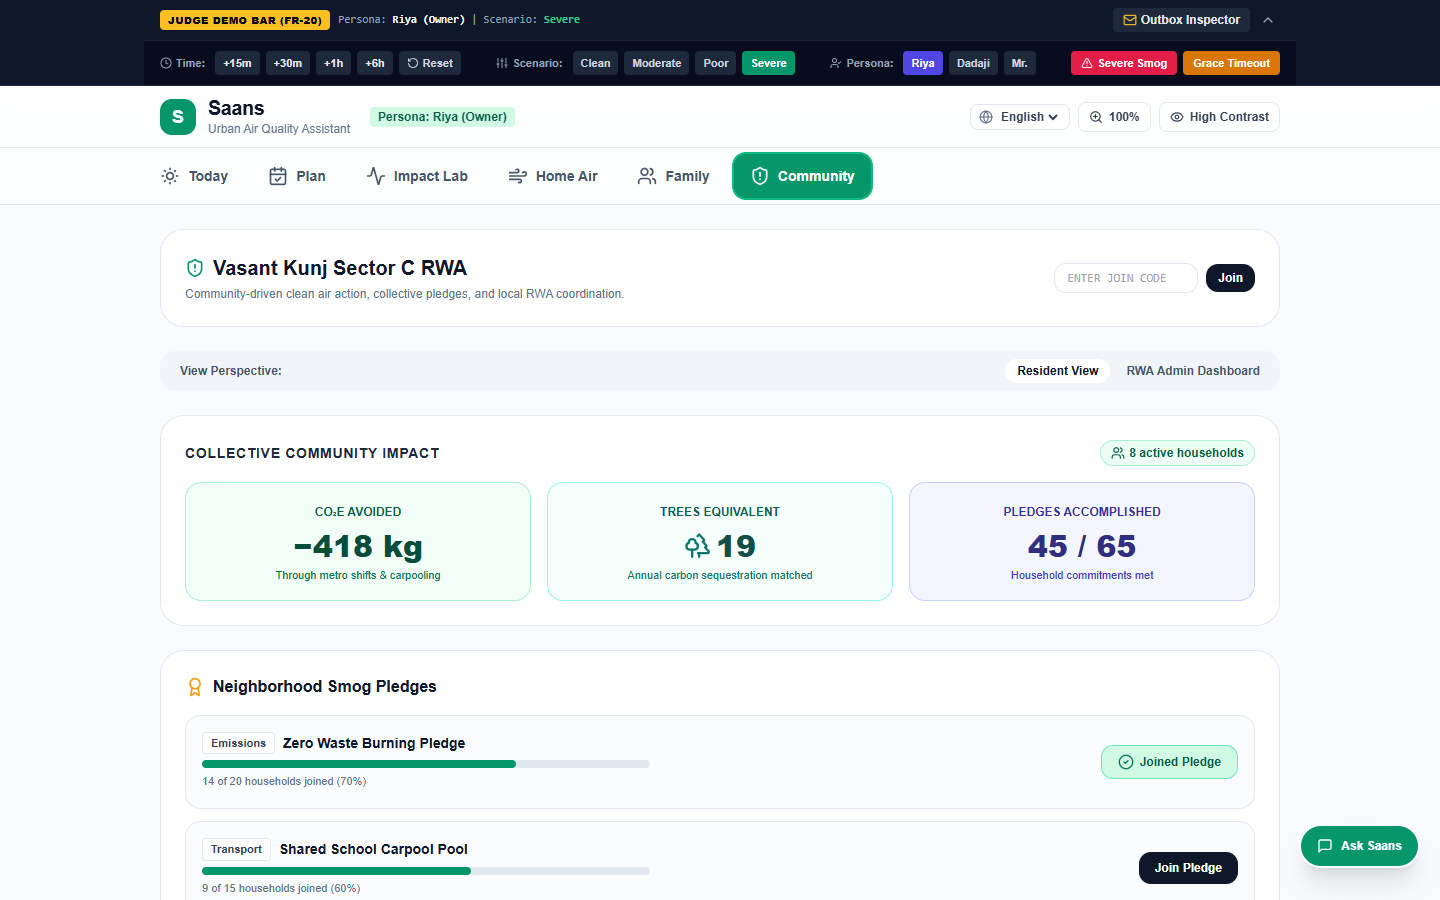 JUDGE DEMO BAR (FR-20) Persona: Riya (Owner) | Scenario: Severe Outbox Inspector
Time: +15m +30m +1h +6h Reset Scenario: Clean Moderate Poor Severe Persona: Riya Dadaji Mr. Severe Smog Grace Timeout
S Saans Persona: Riya (Owner) English 100% High Contrast
Urban Air Quality Assistant
Today Plan Impact Lab Home Air Family Community
Vasant Kunj Sector C RWA
Community-driven clean air action, collective pledges, and local RWA coordination.
ENTER JOIN CODE Join
View Perspective: Resident View RWA Admin Dashboard
COLLECTIVE COMMUNITY IMPACT 8 active households
CO₂E AVOIDED
−418 kg
Through metro shifts & carpooling
TREES EQUIVALENT
19
Annual carbon sequestration matched
PLEDGES ACCOMPLISHED
45 / 65
Household commitments met
Neighborhood Smog Pledges
Emissions Zero Waste Burning Pledge
14 of 20 households joined (70%)
Joined Pledge
Transport Shared School Carpool Pool
9 of 15 households joined (60%)
Join Pledge
Ask Saans